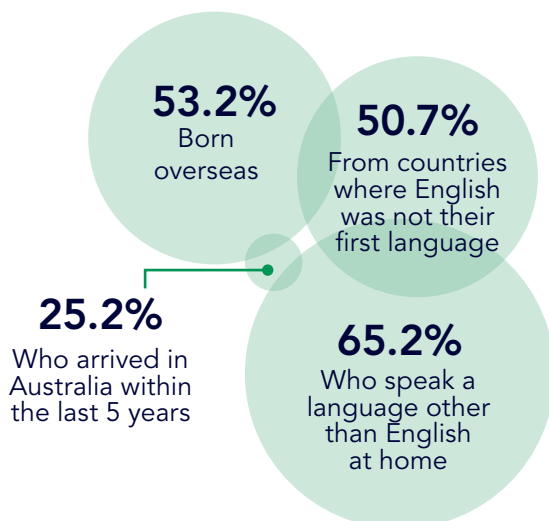 53.2%
Born
overseas
50.7%
From countries
where English
was not their
first language
25.2%
Who arrived in
Australia within
the last 5 years
65.2%
Who speak a
language other
than English
at home